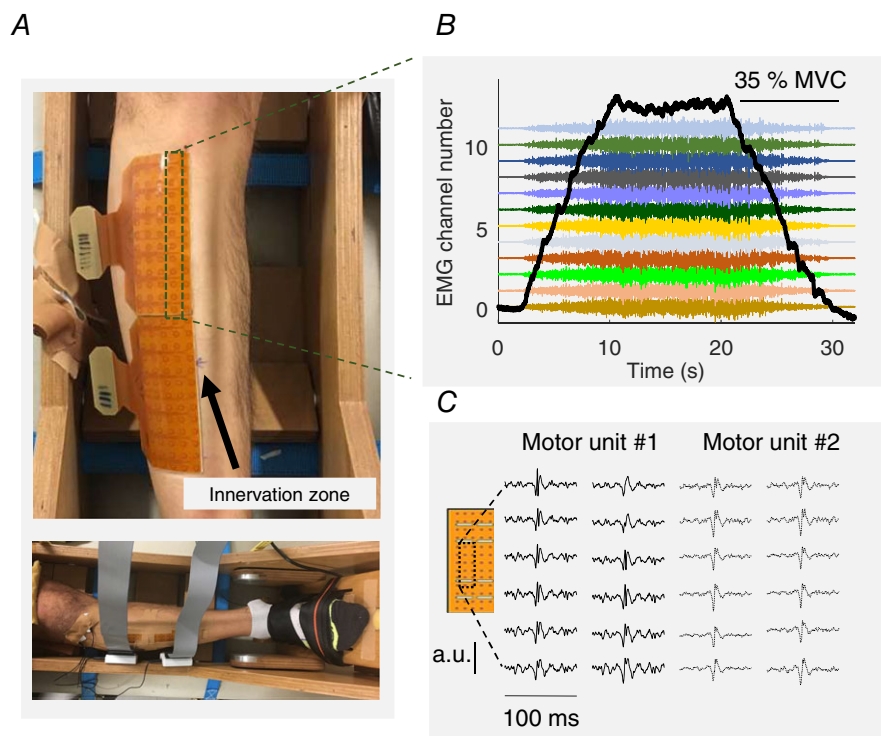 A
Innervation zone
B
35 % MVC
EMG channel number
10
5
0
0
10
20
30
Time (s)
C
Motor unit #1
Motor unit #2
a.u.
100 ms